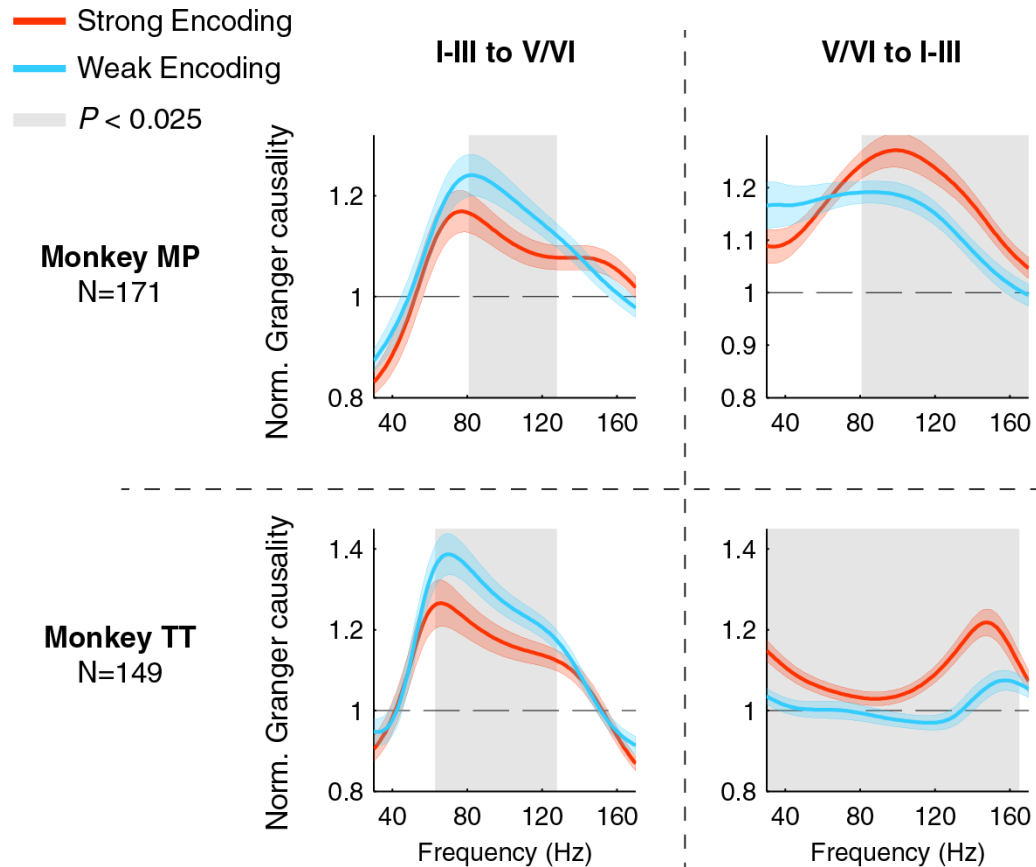 Strong Encoding
Weak Encoding
P < 0.025
I-III to V/VI
V/VI to I-III
Monkey MP
N=171
Norm. Granger causality
1.2
1
0.8
40 80 120 160
1.2
1.1
1
0.9
0.8
40 80 120 160
Monkey TT
N=149
Norm. Granger causality
1.4
1.2
1
0.8
40 80 120 160
Frequency (Hz)
1.4
1.2
1
0.8
40 80 120 160
Frequency (Hz)